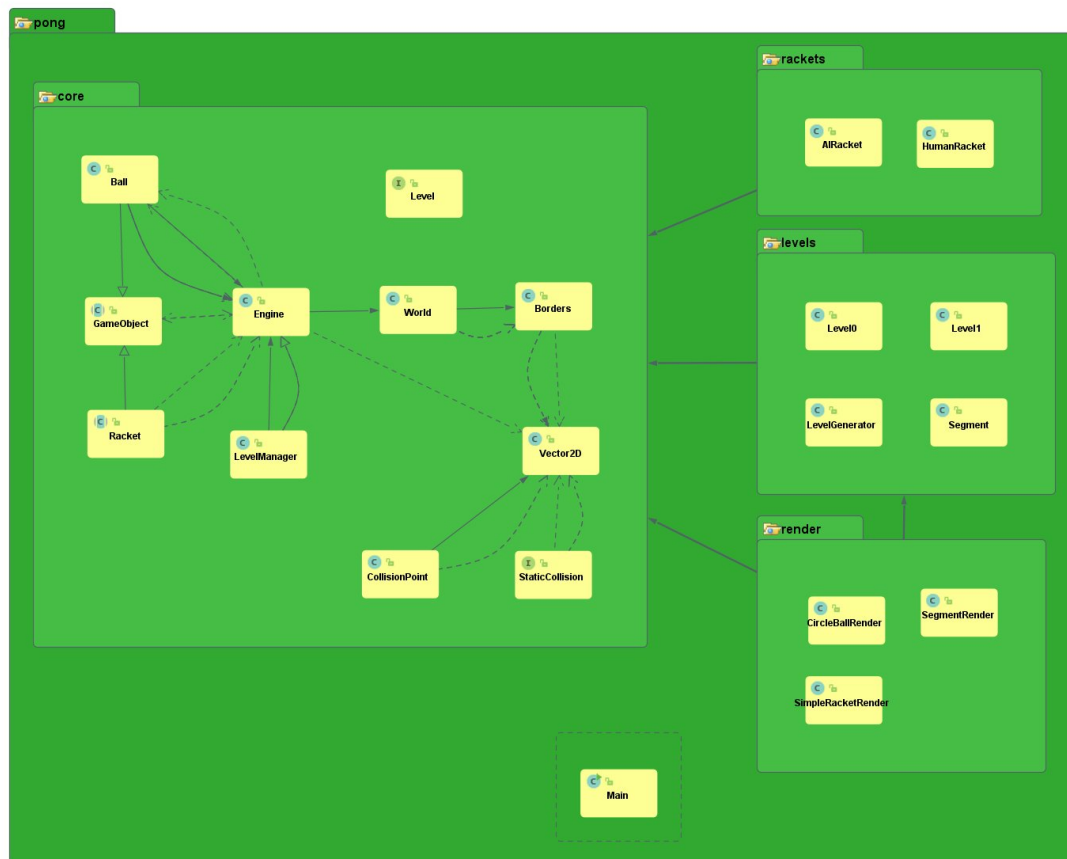 pong
core
C
Ball
I
Level
C
GameObject
C
Engine
C
World
C
Borders
C
Racket
C
LevelManager
C
Vector2D
C
CollisionPoint
I
StaticCollision
rackets
C
AIRacket
C
HumanRacket
levels
C
Level0
C
Level1
C
LevelGenerator
C
Segment
render
C
CircleBallRender
C
SegmentRender
C
SimpleRacketRender
C
Main